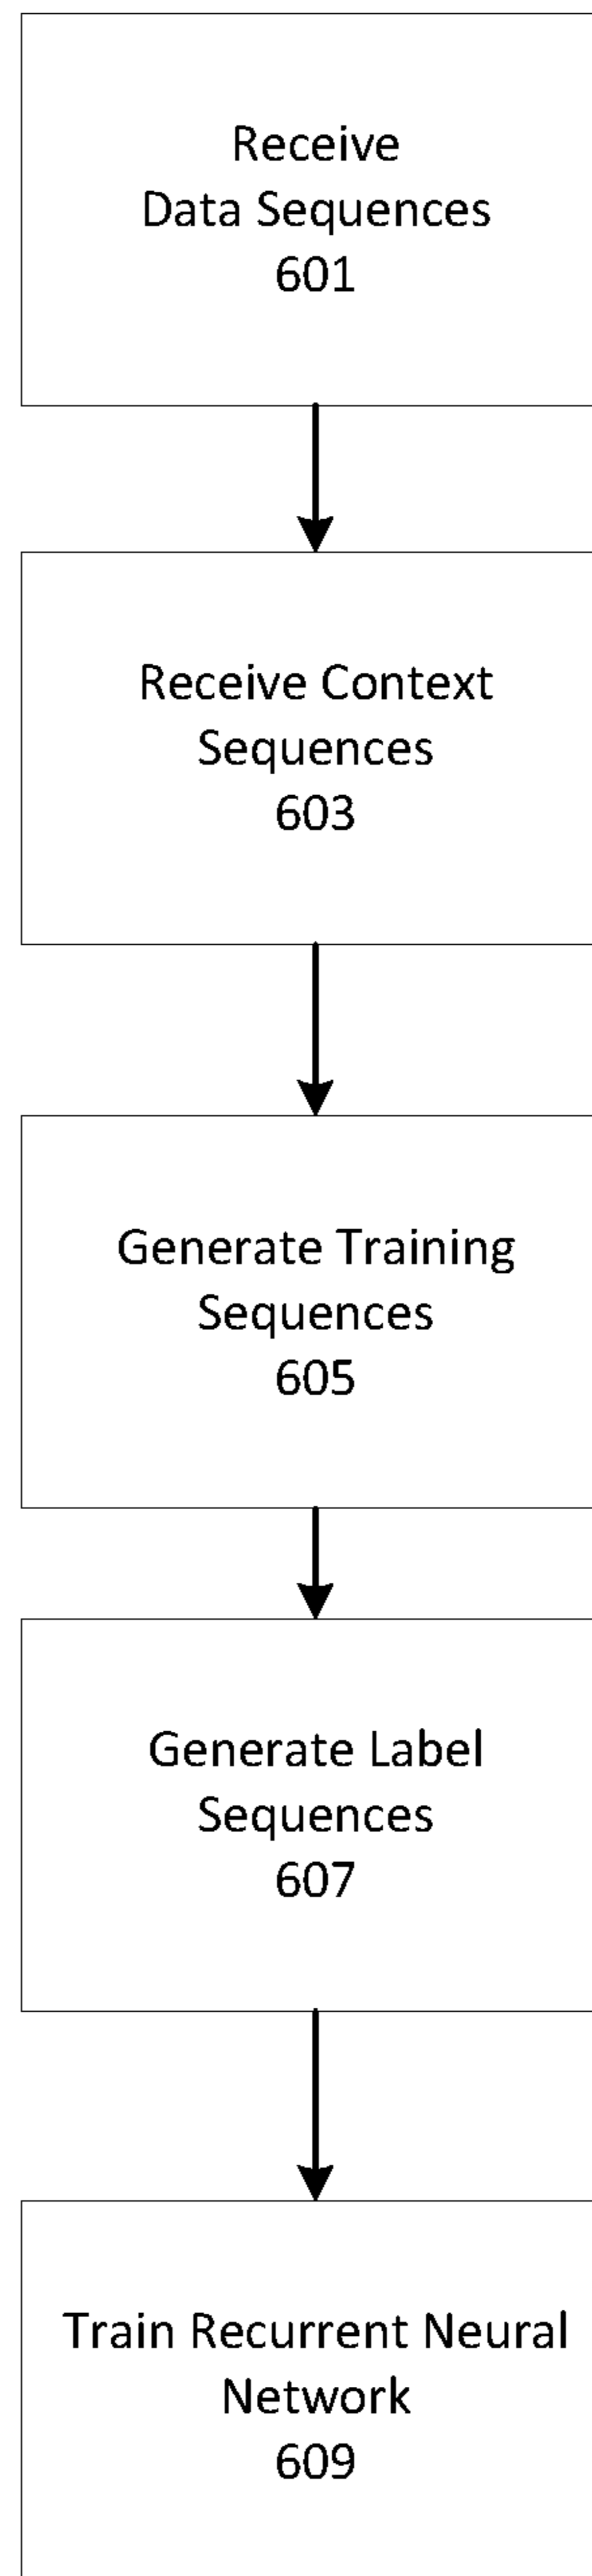 Receive
Data Sequences
601
Receive Context
Sequences
603
Generate Training
Sequences
605
Generate Label
Sequences
607
Train Recurrent Neural
Network
609